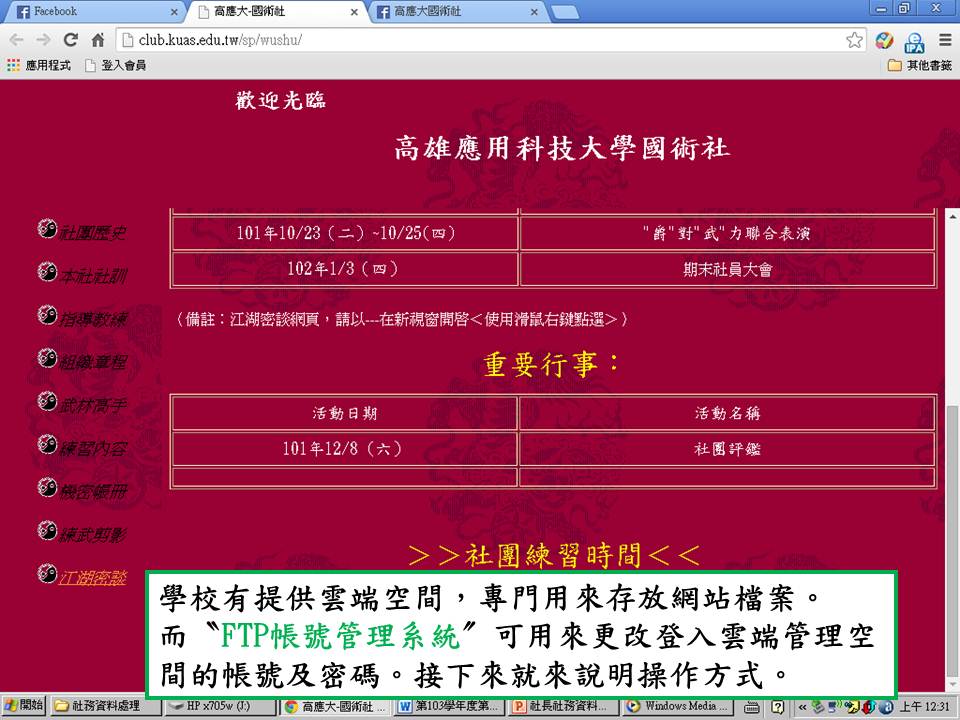 Facebook
高應大-國術社
高應大國術社
club.kuas.edu.tw/sp/wushu/
IPA
應用程式
登入會員
其他書籤
歡迎光臨
高雄應用科技大學國術社
社團歷史
本社社訓
指導教練
組織章程
武林高手
練習內容
機密帳冊
練武剪影
江湖密談
101年10/23（二）~10/25(四)
"爵"對"武"力聯合表演
102年1/3（四）
期末社員大會
〈備註：江湖密談網頁，請以---在新視窗開啓＜使用滑鼠右鍵點選＞〉
重要行事：
活動日期
活動名稱
101年12/8（六）
社團評鑑
＞＞社團練習時間＜＜
學校有提供雲端空間，專門用來存放網站檔案。
而〝FTP帳號管理系統〞可用來更改登入雲端管理空
間的帳號及密碼。接下來就來說明操作方式。
開始
社務資料處理
HP x705w (J:)
高應大-國術社 ...
第103學年度第...
社長社務資料...
Windows Media ...
上午 12:31